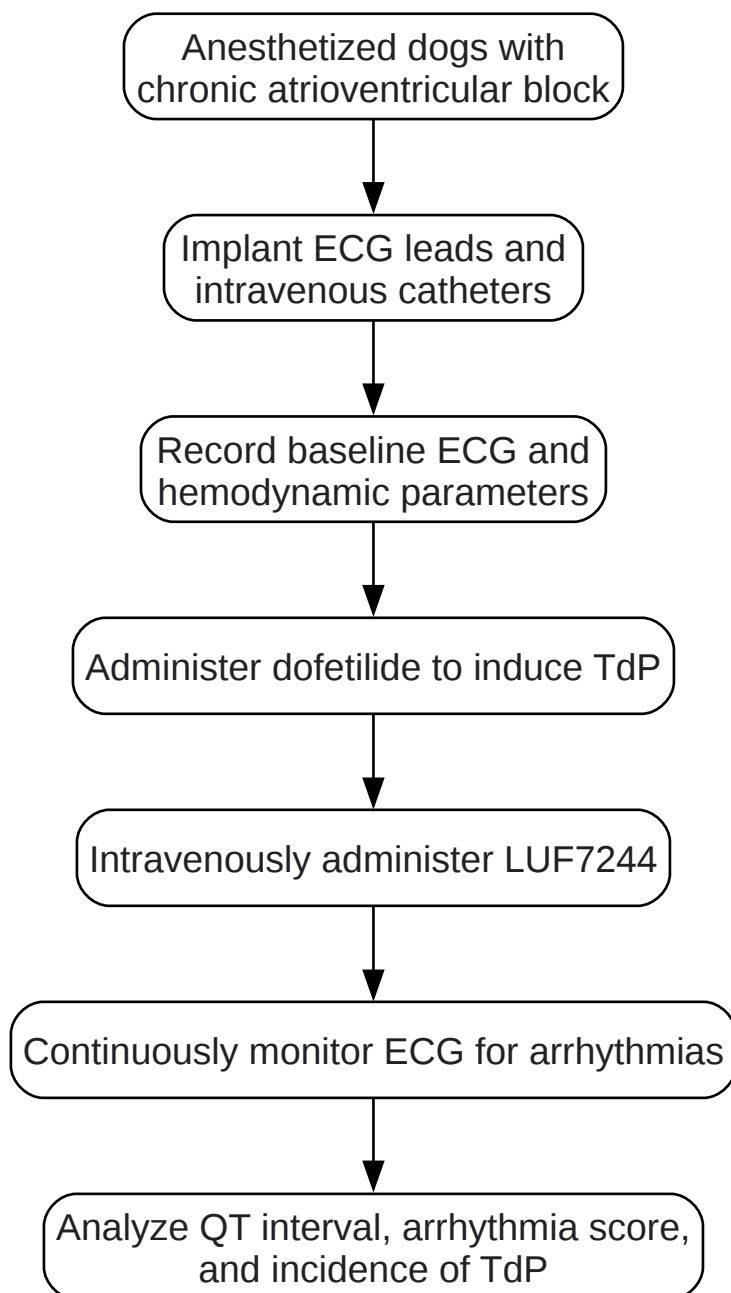 Anesthetized dogs with
chronic atrioventricular block
Implant ECG leads and
intravenous catheters
Record baseline ECG and
hemodynamic parameters
Administer dofetilide to induce TdP
Intravenously administer LUF7244
Continuously monitor ECG for arrhythmias
Analyze QT interval, arrhythmia score,
and incidence of TdP